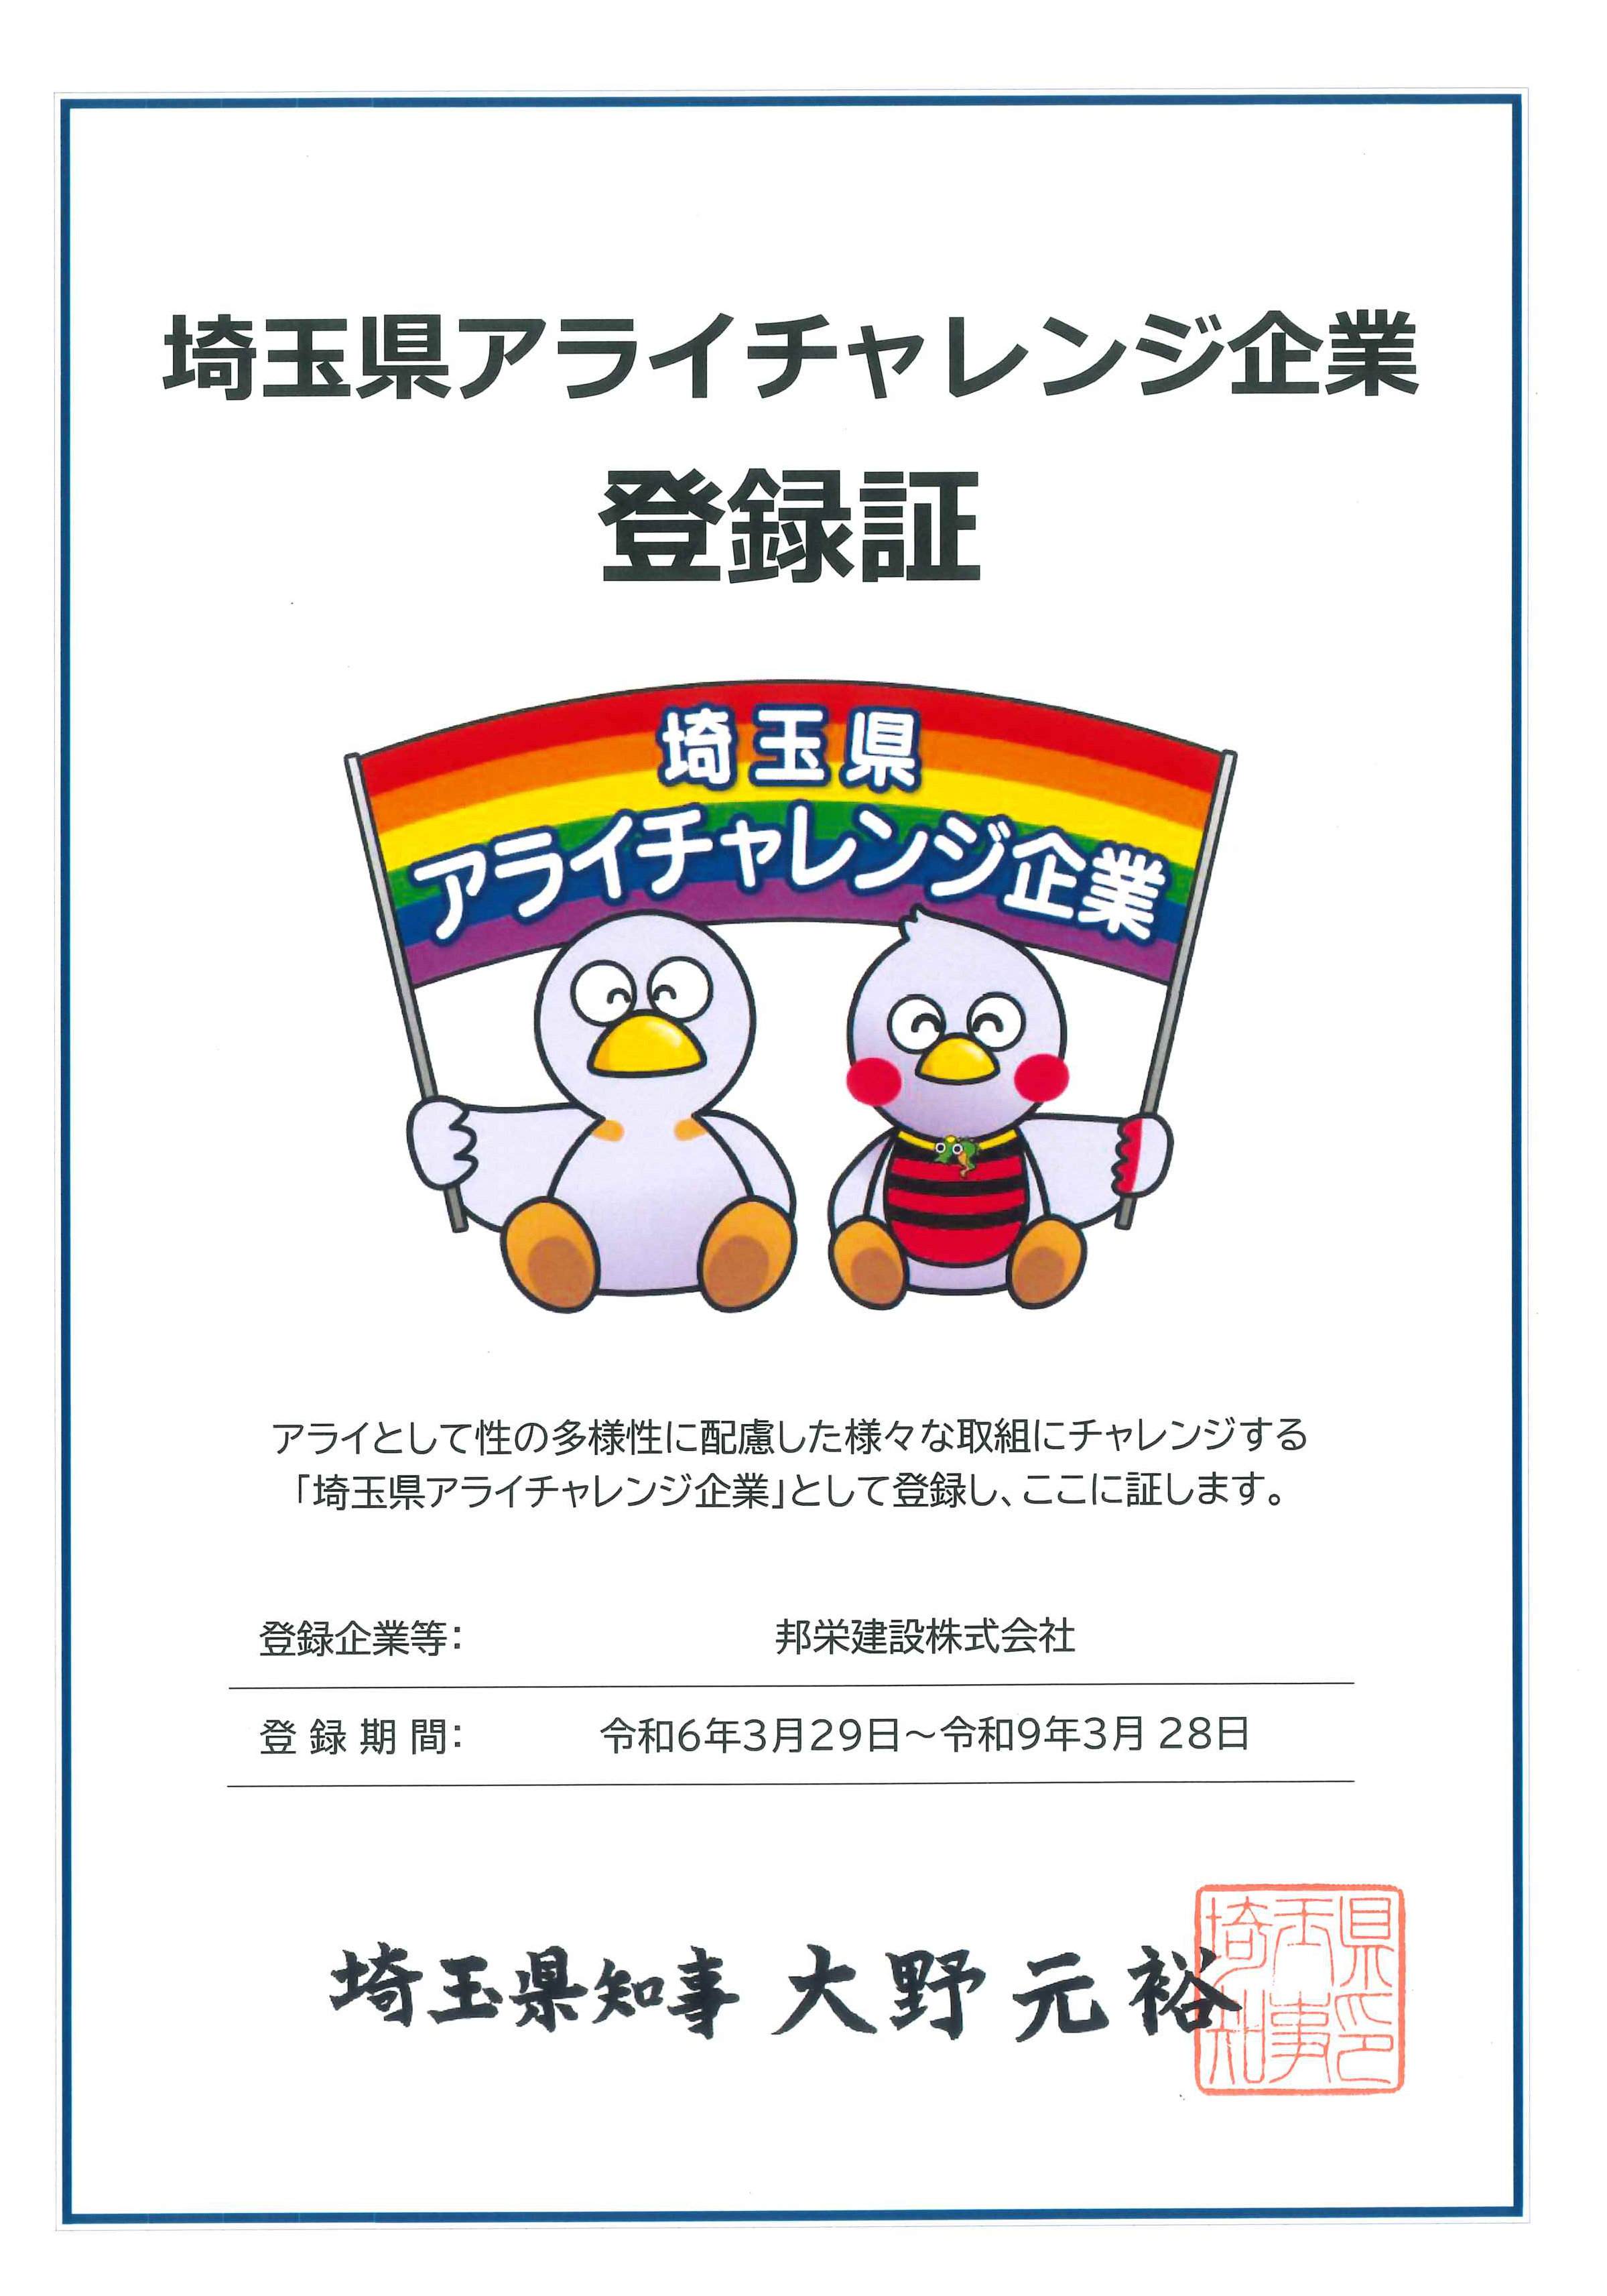 埼玉県アライチャレンジ企業
登録証
埼玉県
アライチャレンジ企業
アライとして性の多様性に配慮した様々な取組にチャレンジする
「埼玉県アライチャレンジ企業」として登録し、ここに証します。
登録企業等： 邦栄建設株式会社
登録期間： 令和6年3月29日～令和9年3月28日
埼玉県知事 大野元裕
埼玉県知事印